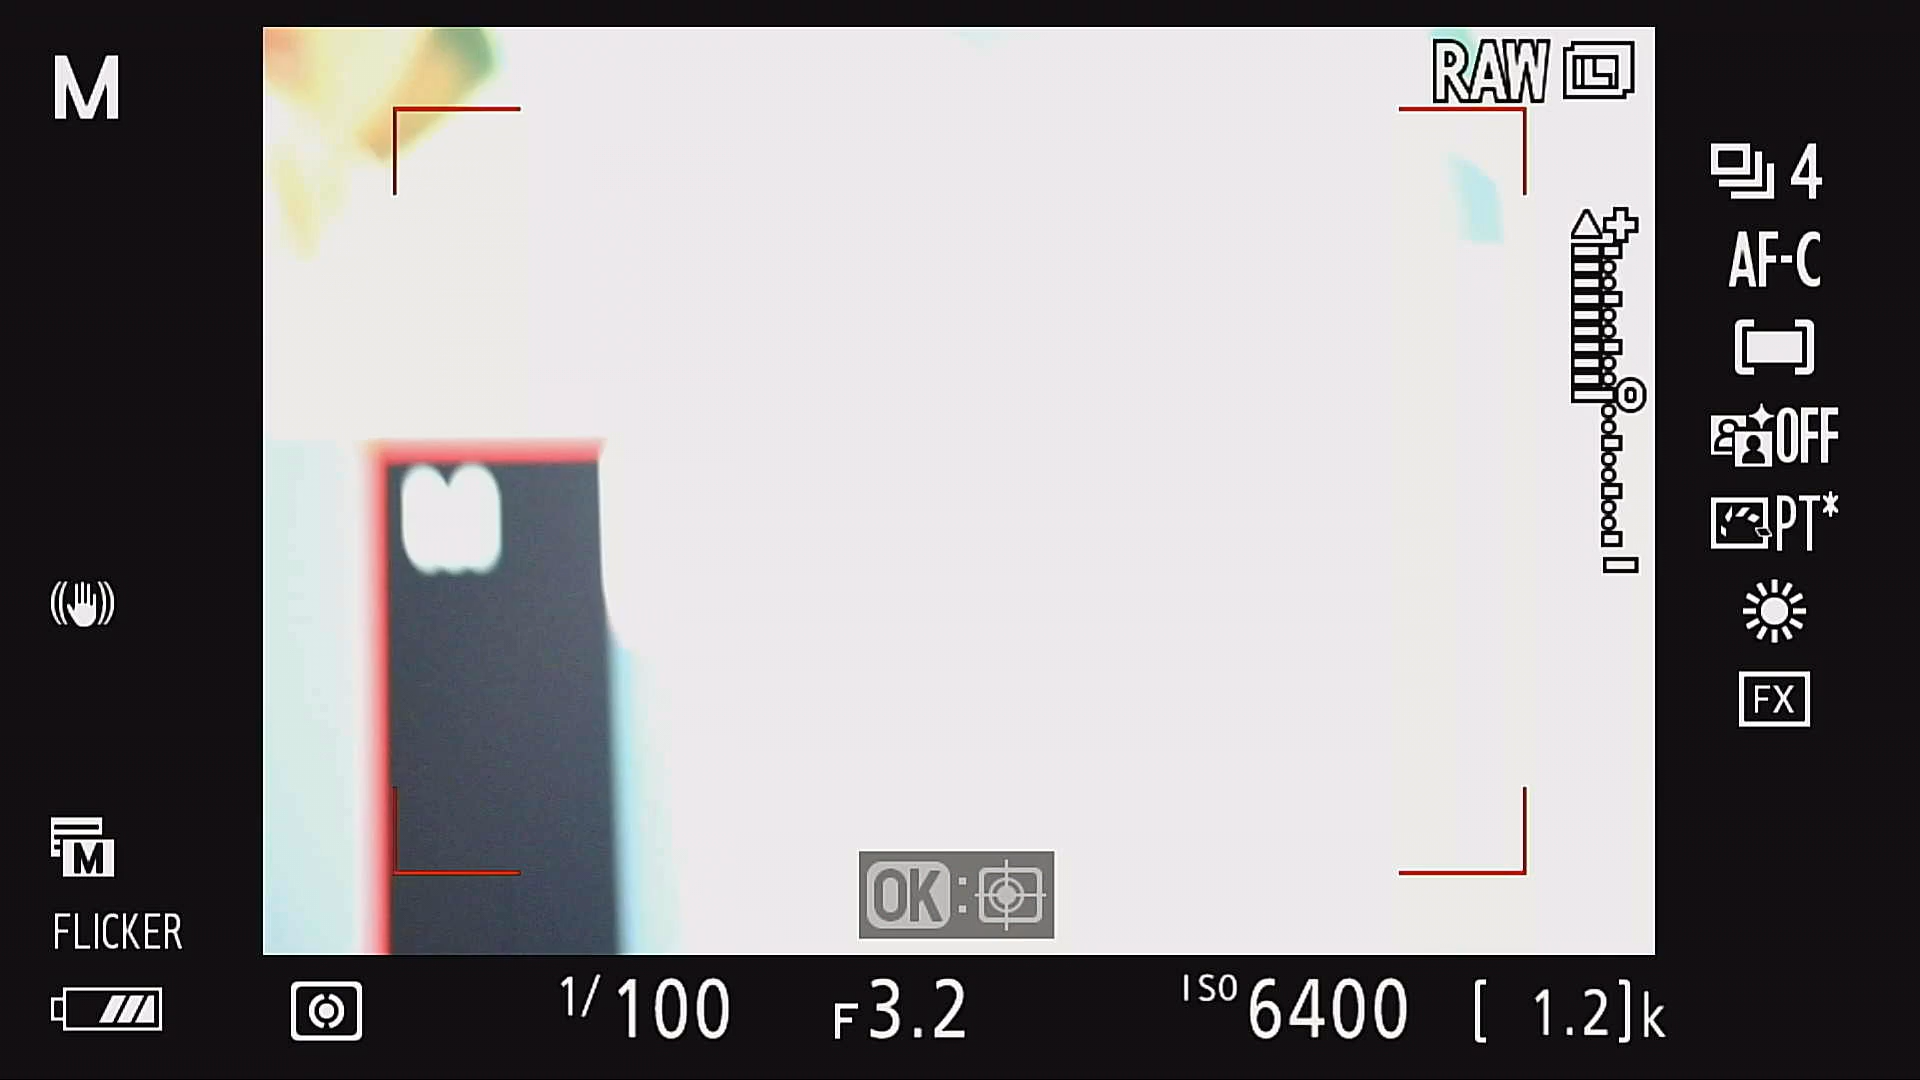 M
RAW L
4
AF-C
OFF
PT*
FX
M
FLICKER
OK:
1/100 F3.2 ISO 6400 [ 1.2]k